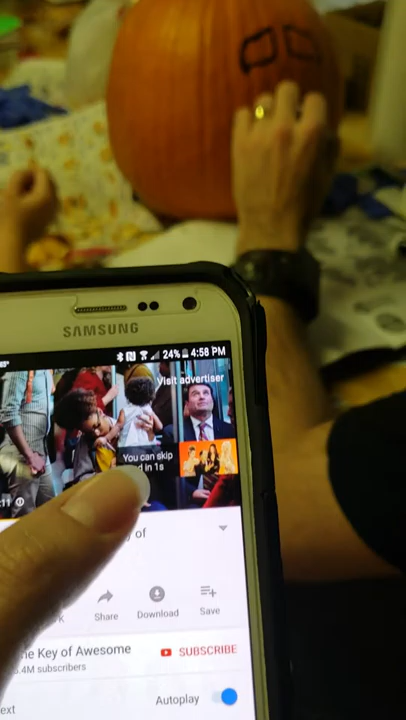 SAMSUNG
24% 4:58 PM
Visit advertiser
You can skip
in 1s
:11
of
Share
Download
Save
Key of Awesome
SUBSCRIBE
.4M subscribers
Autoplay